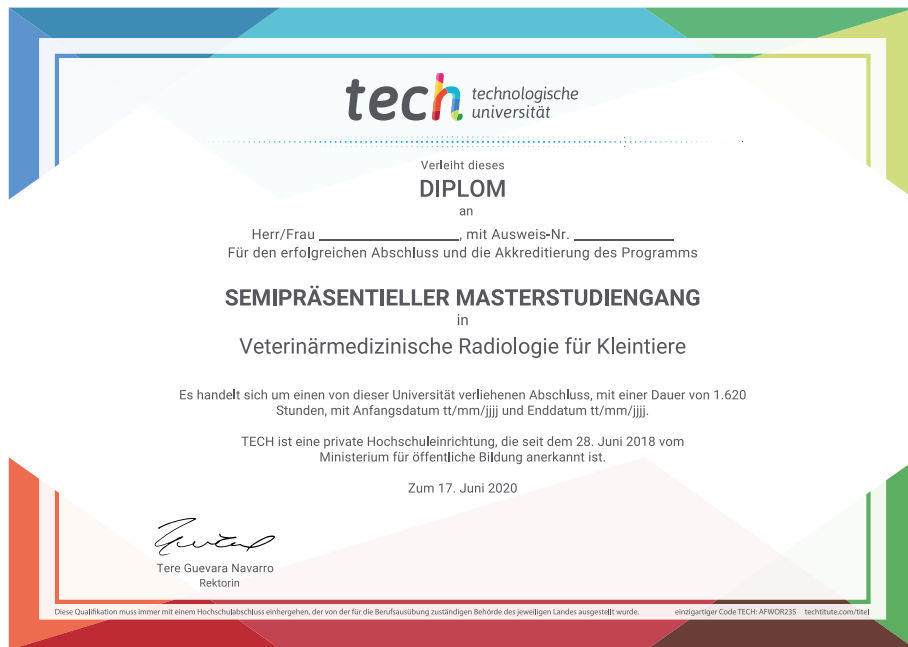 tech technologische
universität
Verleiht dieses
DIPLOM
an
Herr/Frau ____________________, mit Ausweis-Nr. ______________
Für den erfolgreichen Abschluss und die Akkreditierung des Programms
SEMIPRÄSENTIELLER MASTERSTUDIENGANG
in
Veterinärmedizinische Radiologie für Kleintiere
Es handelt sich um einen von dieser Universität verliehenen Abschluss, mit einer Dauer von 1.620
Stunden, mit Anfangsdatum tt/mm/jjjj und Enddatum tt/mm/jjjj.
TECH ist eine private Hochschuleinrichtung, die seit dem 28. Juni 2018 vom
Ministerium für öffentliche Bildung anerkannt ist.
Zum 17. Juni 2020
Tere Guevara Navarro
Rektorin
Diese Qualifikation muss immer mit einem Hochschulabschluss einhergehen, der von der für die Berufsausübung zuständigen Behörde des jeweiligen Landes ausgestellt wurde. einzigartiger Code TECH: AFWOR23S techtitute.com/titel